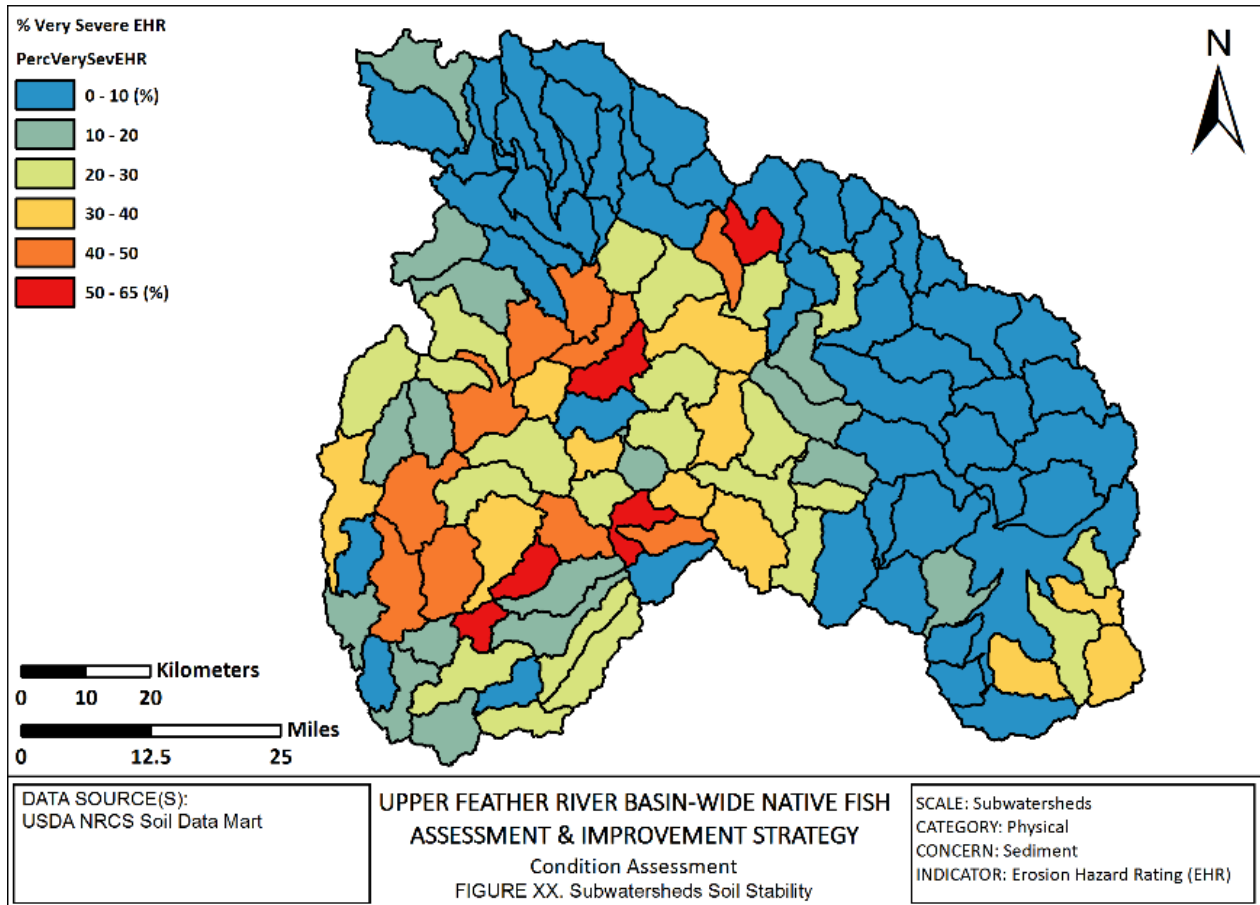 % Very Severe EHR
PercVerySevEHR
0 - 10 (%)
10 - 20
20 - 30
30 - 40
40 - 50
50 - 65 (%)
N
Kilometers
0 10 20
Miles
0 12.5 25
DATA SOURCE(S):
USDA NRCS Soil Data Mart
UPPER FEATHER RIVER BASIN-WIDE NATIVE FISH
ASSESSMENT & IMPROVEMENT STRATEGY
Condition Assessment
FIGURE XX. Subwatersheds Soil Stability
SCALE: Subwatersheds
CATEGORY: Physical
CONCERN: Sediment
INDICATOR: Erosion Hazard Rating (EHR)